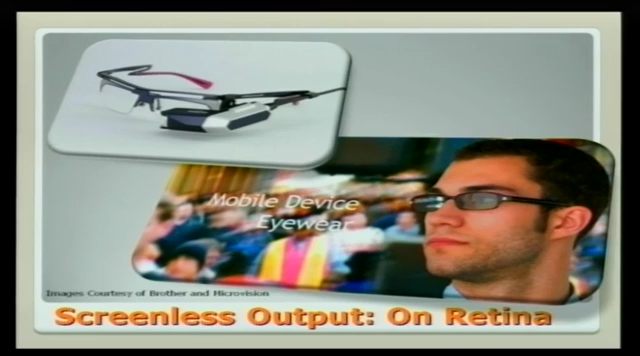 Mobile Device
Eyewear
Images Courtesy of Brother and Microvision
Screenless Output: On Retina